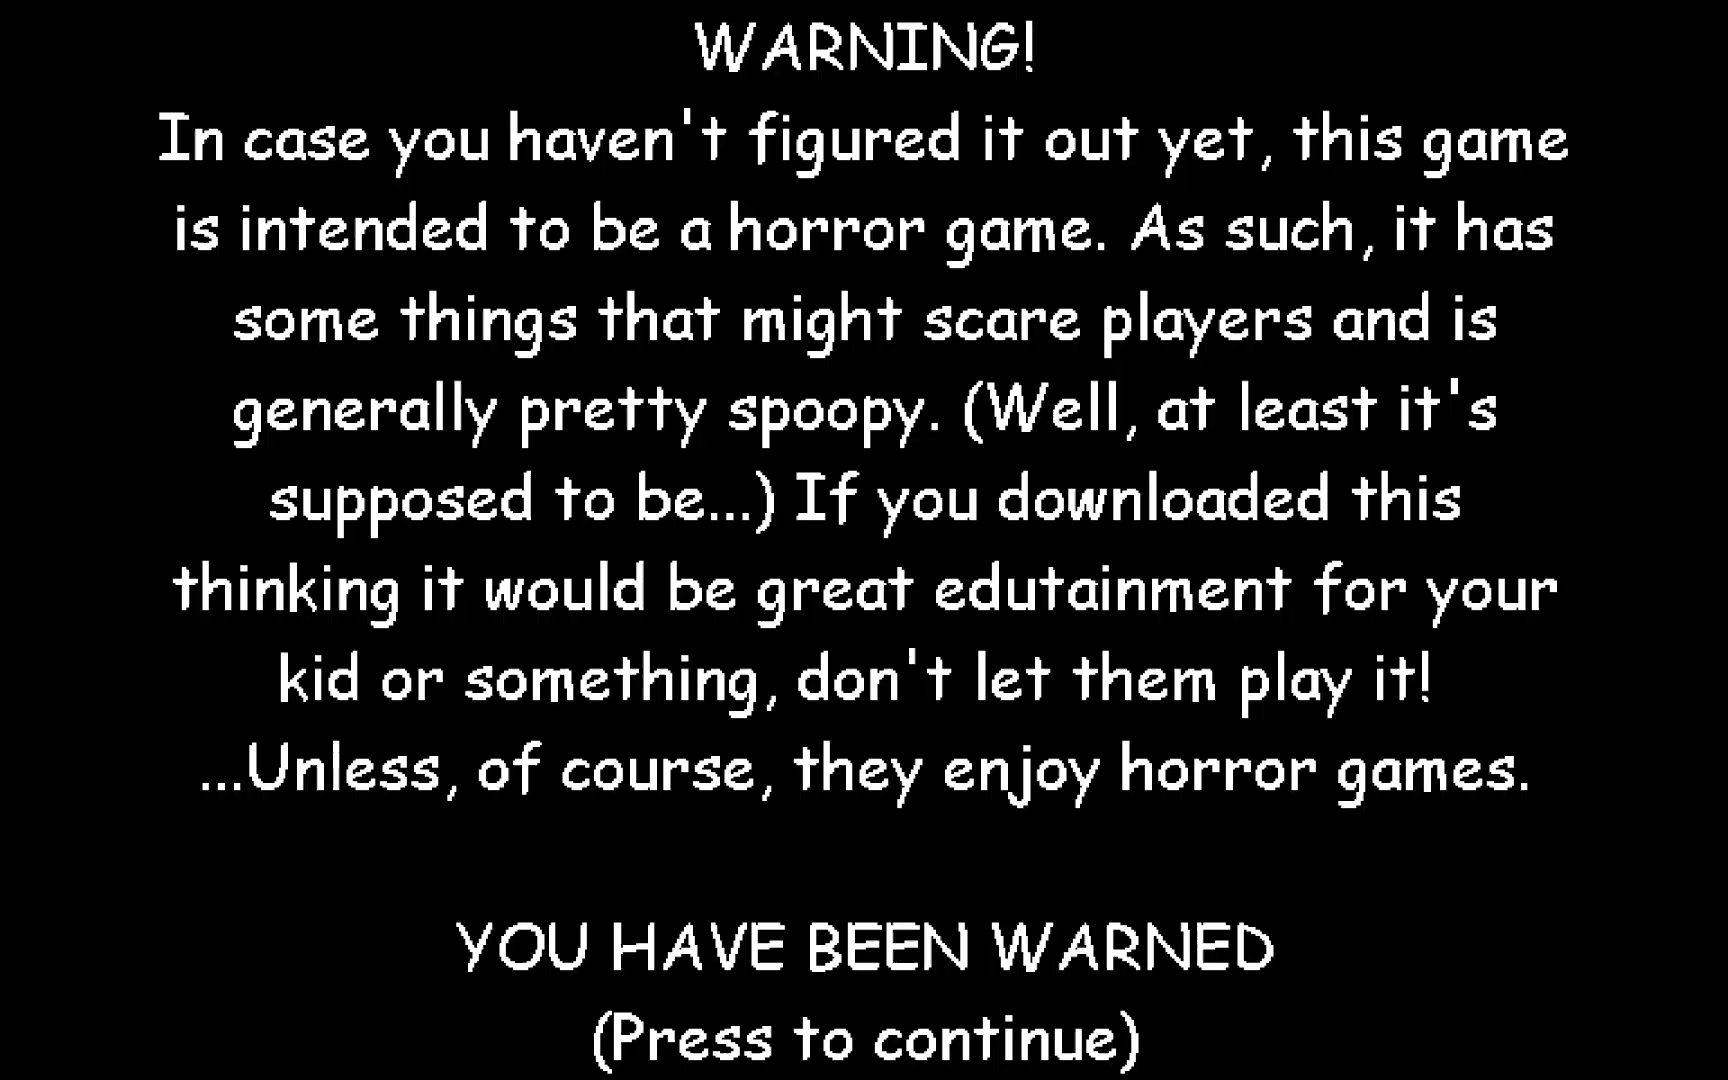 WARNING!
In case you haven't figured it out yet, this game
is intended to be a horror game. As such, it has
some things that might scare players and is
generally pretty spoopy. (Well, at least it's
supposed to be...) If you downloaded this
thinking it would be great edutainment for your
kid or something, don't let them play it!
...Unless, of course, they enjoy horror games.
YOU HAVE BEEN WARNED
(Press to continue)